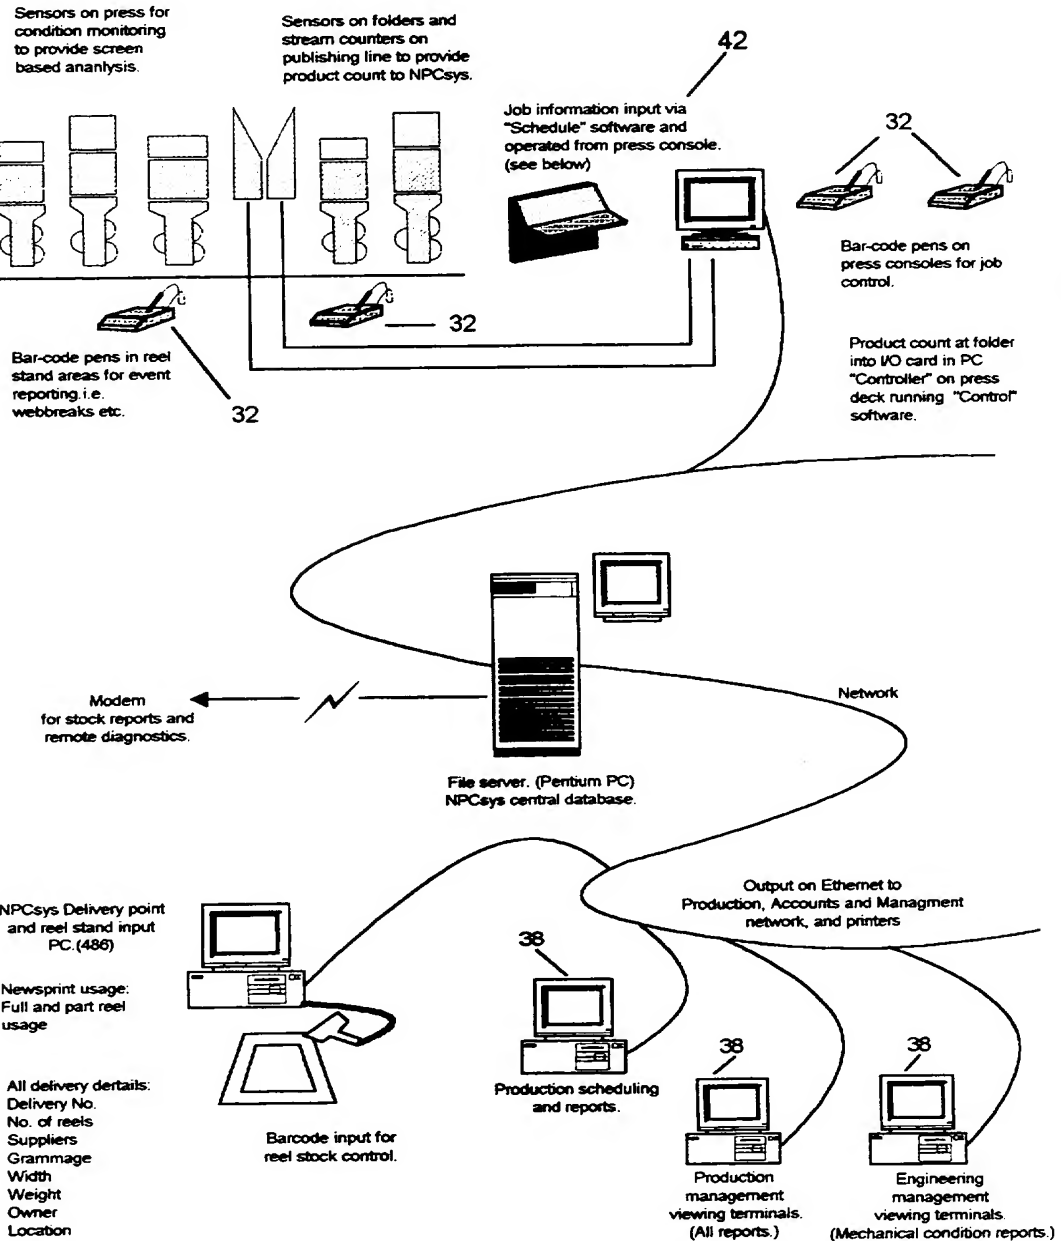 Sensors on press for
condition monitoring
to provide screen
based ananlysis.
Sensors on folders and
stream counters on
publishing line to provide
product count to NPCsys.
42
Job information input via
"Schedule" software and
operated from press console.
(see below)
32
Bar-code pens on
press consoles for job
control.
32
Bar-code pens in reel
stand areas for event
reporting.i.e.
webbreaks etc.
32
Product count at folder
into I/O card in PC
"Controller" on press
deck running "Control"
software.
Modem
for stock reports and
remote diagnostics.
Network
File server. (Pentium PC)
NPCsys central database.
NPCsys Delivery point
and reel stand input
PC.(486)
Output on Ethernet to
Production, Accounts and Managment
network, and printers
Newsprint usage:
Full and part reel
usage
38
Production scheduling
and reports.
38
38
All delivery dertails:
Delivery No.
No. of reels
Suppliers
Grammage
Width
Weight
Owner
Location
Barcode input for
reel stock control.
Production
management
viewing terminals.
(All reports.)
Engineering
management
viewing terminals.
(Mechanical condition reports.)